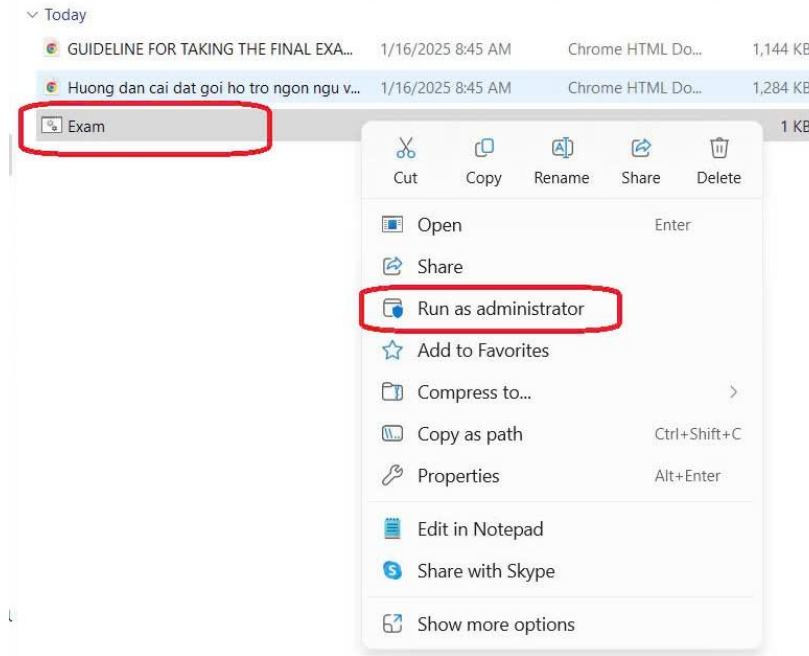 Today
GUIDELINE FOR TAKING THE FINAL EXA... 1/16/2025 8:45 AM Chrome HTML Do... 1,144 KB
Huong dan cai dat goi ho tro ngon ngu v... 1/16/2025 8:45 AM Chrome HTML Do... 1,284 KB
Exam 1 KB
Cut Copy Rename Share Delete
Open Enter
Share
Run as administrator
Add to Favorites
Compress to...
Copy as path Ctrl+Shift+C
Properties Alt+Enter
Edit in Notepad
Share with Skype
Show more options